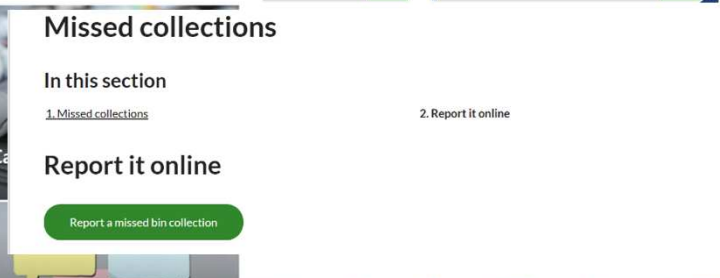 Missed collections
In this section
1. Missed collections
2. Report it online
Report it online
Report a missed bin collection